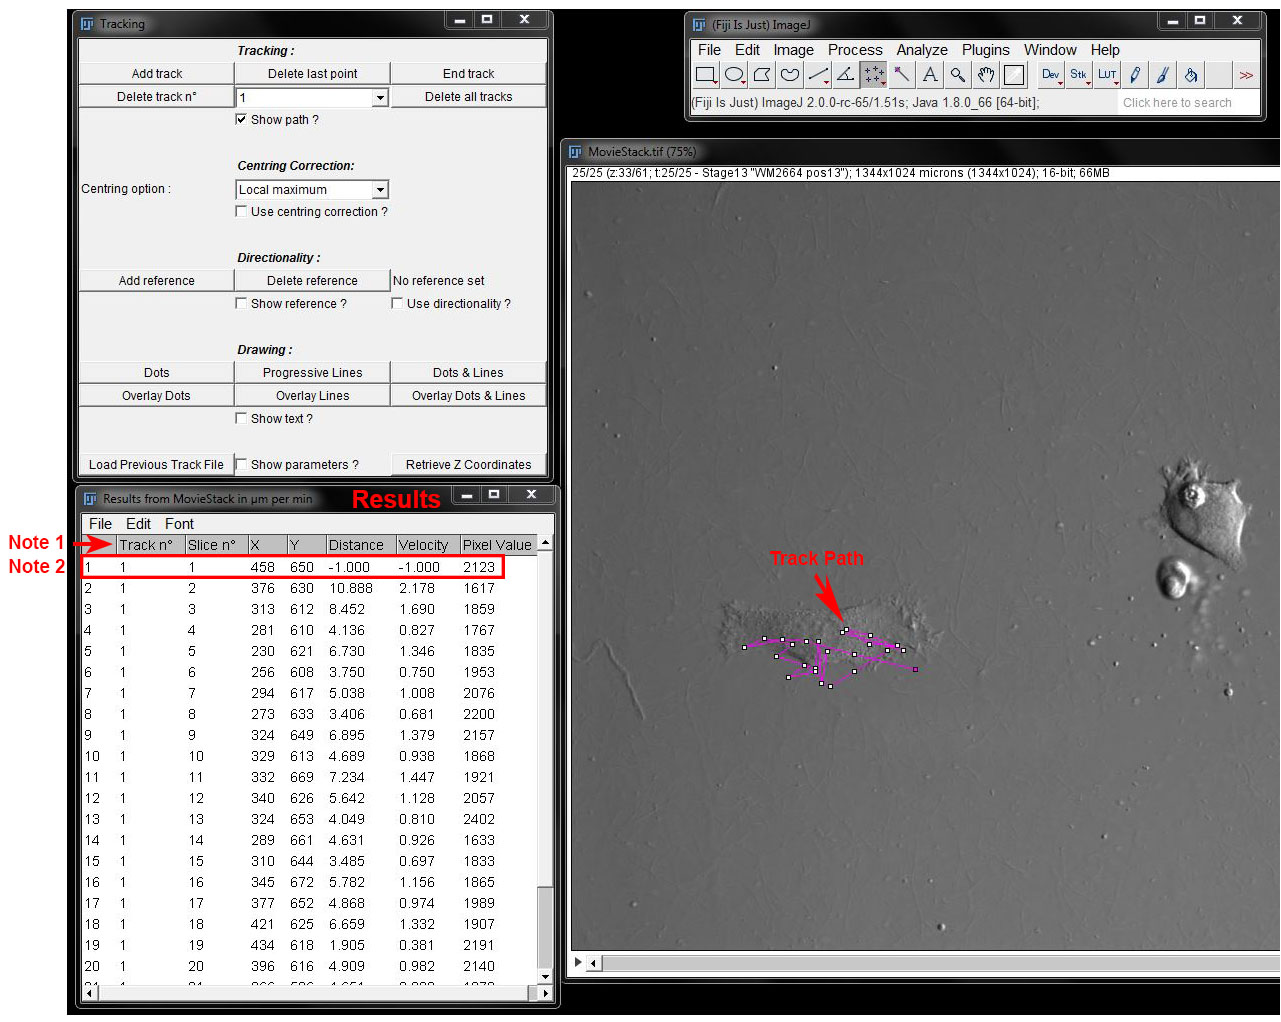 Tracking
Tracking :
Add track Delete last point End track
Delete track n° 1 Delete all tracks
Show path ?
Centring Correction:
Centring option : Local maximum
Use centring correction ?
Directionality :
Add reference Delete reference No reference set
Show reference ? Use directionality ?
Drawing :
Dots Progressive Lines Dots & Lines
Overlay Dots Overlay Lines Overlay Dots & Lines
Show text ?
Load Previous Track File Show parameters ? Retrieve Z Coordinates
(Fiji Is Just) ImageJ
File Edit Image Process Analyze Plugins Window Help
A Dev Stk LUT >>
(Fiji Is Just) ImageJ 2.0.0-rc-65/1.51s; Java 1.8.0_66 [64-bit]; Click here to search
MovieStack.tif (75%)
25/25 (z:33/61; t:25/25 - Stage13 "WM2664 pos13"); 1344x1024 microns (1344x1024); 16-bit; 66MB
Track Path
Results from MovieStack in µm per min Results
File Edit Font
Note 1
Track n° Slice n° X Y Distance Velocity Pixel Value
Note 2
1 1 1 458 650 -1.000 -1.000 2123
2 1 2 376 630 10.888 2.178 1617
3 1 3 313 612 8.452 1.690 1859
4 1 4 281 610 4.136 0.827 1767
5 1 5 230 621 6.730 1.346 1835
6 1 6 256 608 3.750 0.750 1953
7 1 7 294 617 5.038 1.008 2076
8 1 8 273 633 3.406 0.681 2200
9 1 9 324 649 6.895 1.379 2157
10 1 10 329 613 4.689 0.938 1868
11 1 11 332 669 7.234 1.447 1921
12 1 12 340 626 5.642 1.128 2057
13 1 13 324 653 4.049 0.810 2402
14 1 14 289 661 4.631 0.926 1633
15 1 15 310 644 3.485 0.697 1833
16 1 16 345 672 5.782 1.156 1865
17 1 17 377 652 4.868 0.974 1989
18 1 18 421 625 6.659 1.332 1907
19 1 19 434 618 1.905 0.381 2191
20 1 20 396 616 4.909 0.982 2140